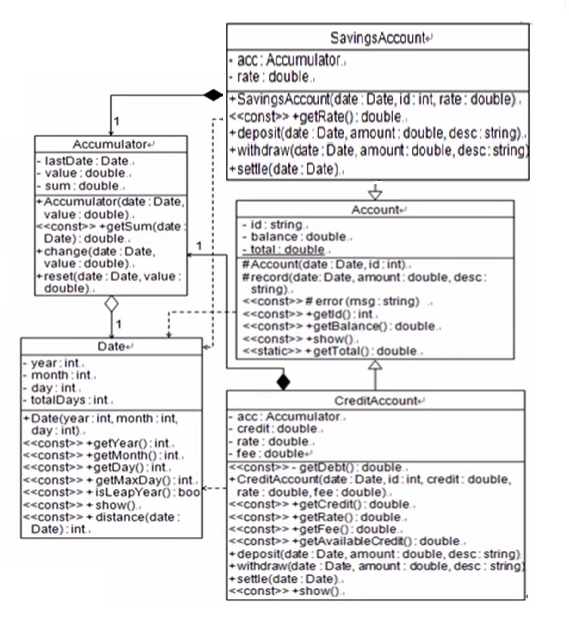 SavingsAccount
- acc : Accumulator
- rate : double
+SavingsAccount(date : Date, id : int, rate : double)
<<const>> +getRate() : double
+deposit(date : Date, amount : double, desc : string)
+withdraw(date : Date, amount : double, desc : string)
+settle(date : Date)
1
Accumulator
- lastDate : Date
- value : double
- sum : double
+Accumulator(date : Date,
value : double)
<<const>> +getSum(date :
Date) : double
+change(date : Date,
value : double)
+reset(date : Date, value :
double)
1
1
Account
- id : string
- balance : double
- total : double
#Account(date : Date, id : int)
#record(date : Date, amount : double, desc :
string)
<<const>> # error(msg : string)
<<const>> +getId() : int
<<const>> +getBalance() : double
<<const>> +show()
<<static>> +getTotal() : double
Date
- year : int
- month : int
- day : int
- totalDays : int
+Date(year : int, month : int,
day : int)
<<const>> +getYear() : int
<<const>> +getMonth() : int
<<const>> +getDay() : int
<<const>> + getMaxDay() : int
<<const>> + isLeapYear() : boo
<<const>> + show()
<<const>> + distance(date :
Date) : int
CreditAccount
- acc : Accumulator
- credit : double
- rate : double
- fee : double
<<const>> - getDebt() : double
+CreditAccount(date : Date, id : int, credit : double,
rate : double, fee : double)
<<const>> +getCredit() : double
<<const>> +getRate() : double
<<const>> +getFee() : double
<<const>> +getAvailableCredit() : double
+deposit(date : Date, amount : double, desc : string)
+withdraw(date : Date, amount : double, desc : string)
+settle(date : Date)
<<const>> +show()